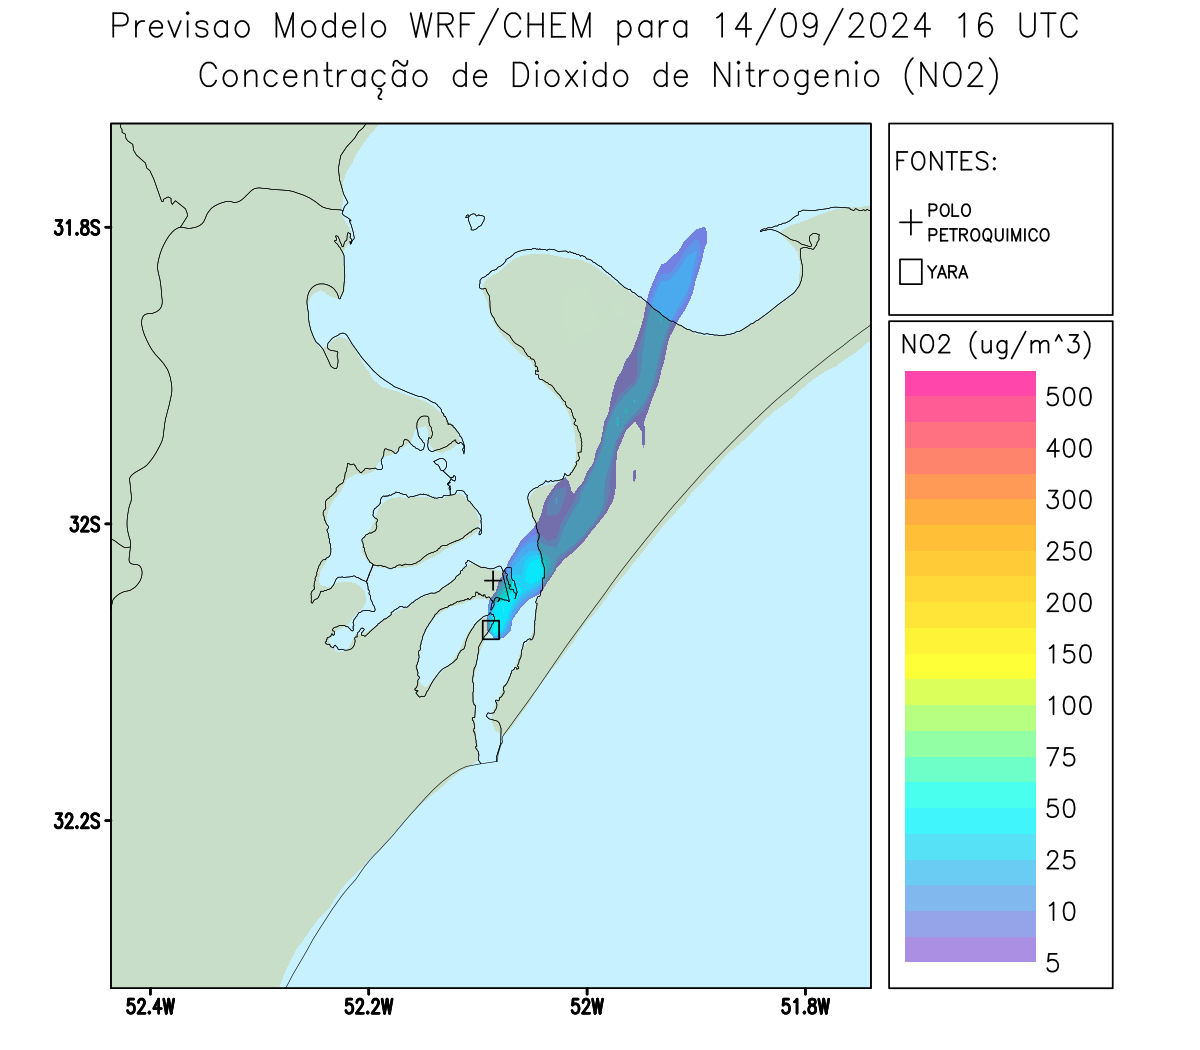 Previsao Modelo WRF/CHEM para 14/09/2024 16 UTC
Concentração de Dioxido de Nitrogenio (NO2)
FONTES:
POLO
PETROQUIMICO
YARA
NO2 (ug/m^3)
500
400
300
250
200
150
100
75
50
25
10
5
31.8S
32S
32.2S
52.4W
52.2W
52W
51.8W